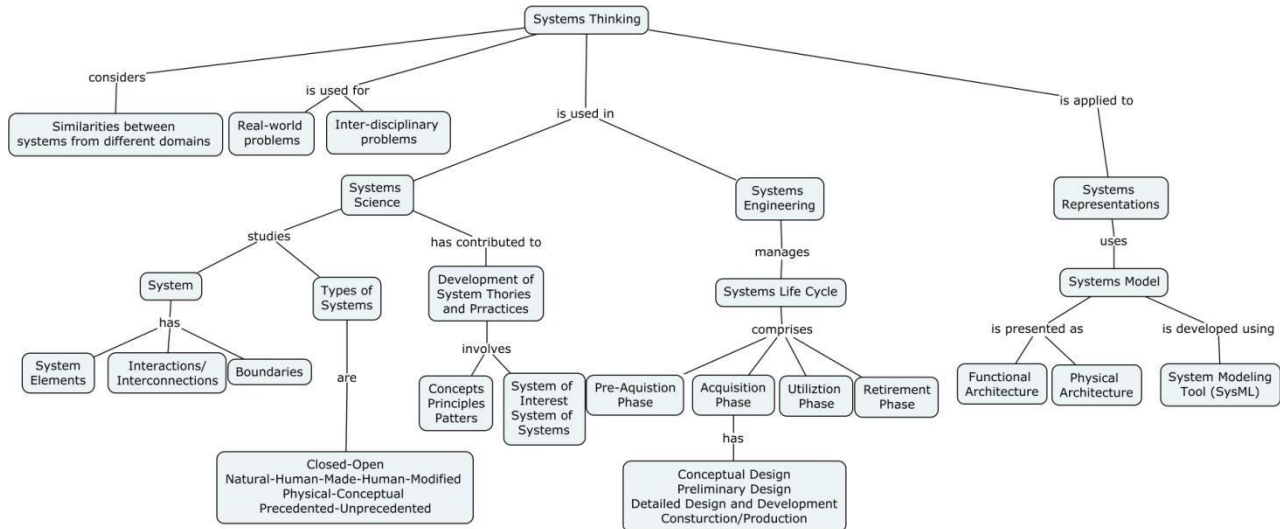 Systems Thinking
considers
is used for
is used in
is applied to
Similarities between
systems from different domains
Real-world
problems
Inter-disciplinary
problems
Systems
Science
Systems
Engineering
Systems
Representations
studies
has contributed to
manages
uses
System
Types of
Systems
Development of
System Thories
and Prractices
Systems Life Cycle
Systems Model
has
involves
comprises
is presented as
is developed using
System
Elements
Interactions/
Interconnections
Boundaries
are
Concepts
Principles
Patters
System of
Interest
System of
Systems
Pre-Aquistion
Phase
Acquisition
Phase
Utiliztion
Phase
Retirement
Phase
Functional
Architecture
Physical
Architecture
System Modeling
Tool (SysML)
has
Closed-Open
Natural-Human-Made-Human-Modified
Physical-Conceptual
Precedented-Unprecedented
Conceptual Design
Preliminary Design
Detailed Design and Development
Consturction/Production